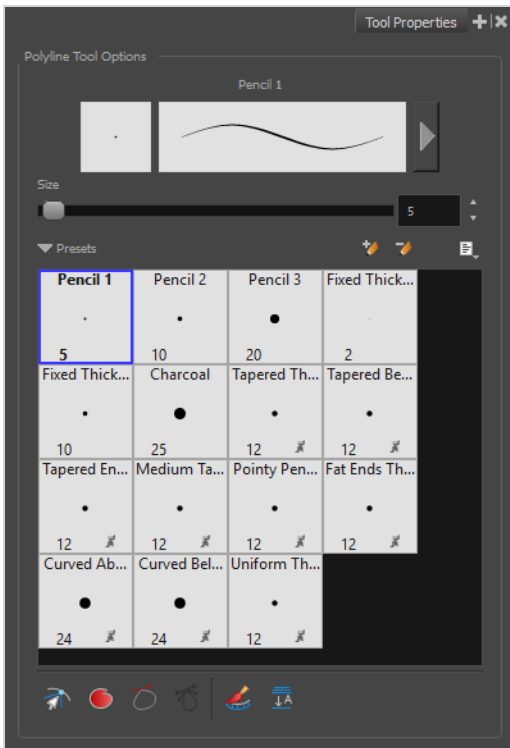 Tool Properties
Polyline Tool Options
Pencil 1
Size
5
Presets
Pencil 1 Pencil 2 Pencil 3 Fixed Thick...
5 10 20 2
Fixed Thick... Charcoal Tapered Th... Tapered Be...
10 25 12 12
Tapered En... Medium Ta... Pointy Pen... Fat Ends Th...
12 12 12 12
Curved Ab... Curved Bel... Uniform Th...
24 24 12
A